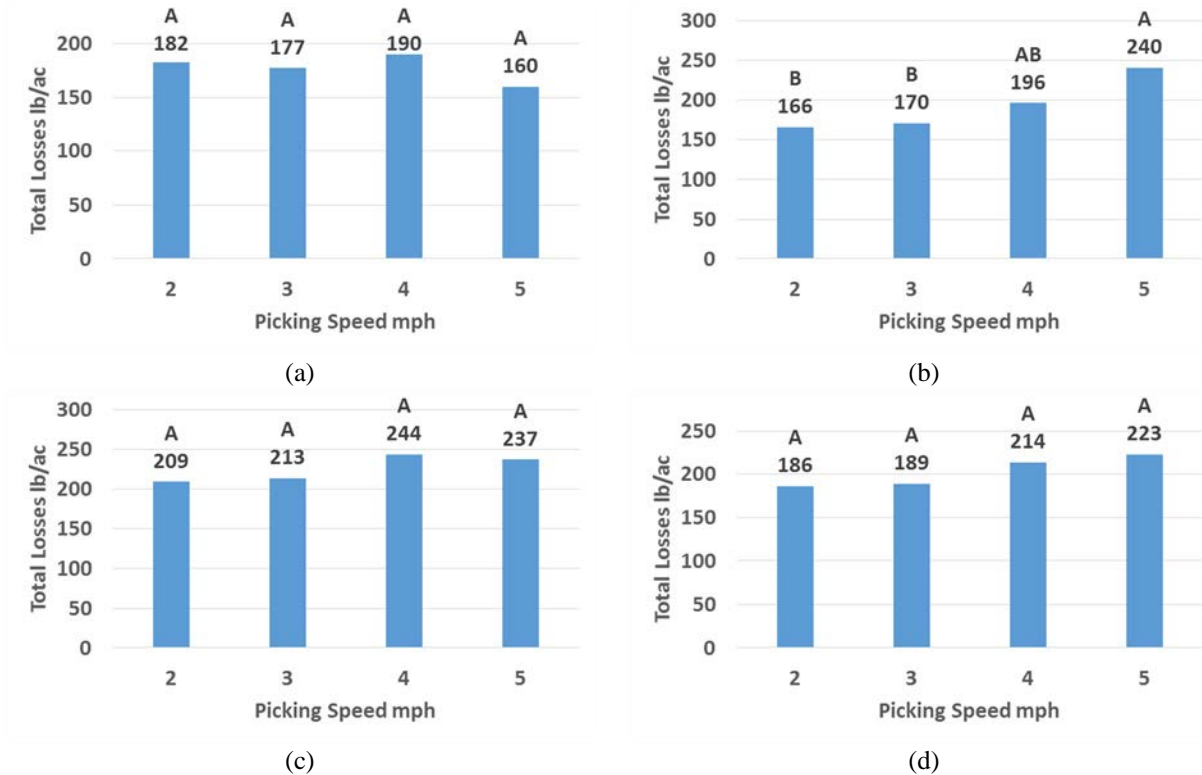 A
182
A
177
A
190
A
160
200
150
100
50
0
Total Losses lb/ac
2 3 4 5
Picking Speed mph
(a)
B
166
B
170
AB
196
A
240
300
250
200
150
100
50
0
Total Losses lb/ac
2 3 4 5
Picking Speed mph
(b)
A
209
A
213
A
244
A
237
300
250
200
150
100
50
0
Total Losses lb/ac
2 3 4 5
Picking Speed mph
(c)
A
186
A
189
A
214
A
223
250
200
150
100
50
0
Total Losses lb/ac
2 3 4 5
Picking Speed mph
(d)